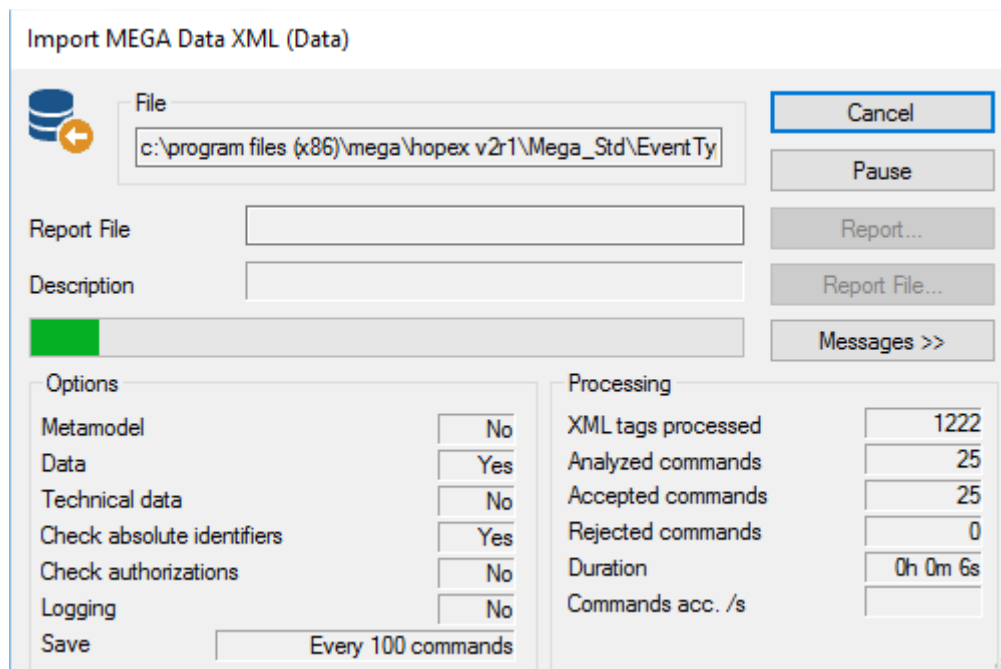 Import MEGA Data XML (Data)
File
c:\program files (x86)\mega\hopex v2r1\Mega_Std\EventTy
Cancel
Pause
Report File
Report...
Description
Report File...
Messages >>
Options
Metamodel No
Data Yes
Technical data No
Check absolute identifiers Yes
Check authorizations No
Logging No
Save Every 100 commands
Processing
XML tags processed 1222
Analyzed commands 25
Accepted commands 25
Rejected commands 0
Duration 0h 0m 6s
Commands acc. /s